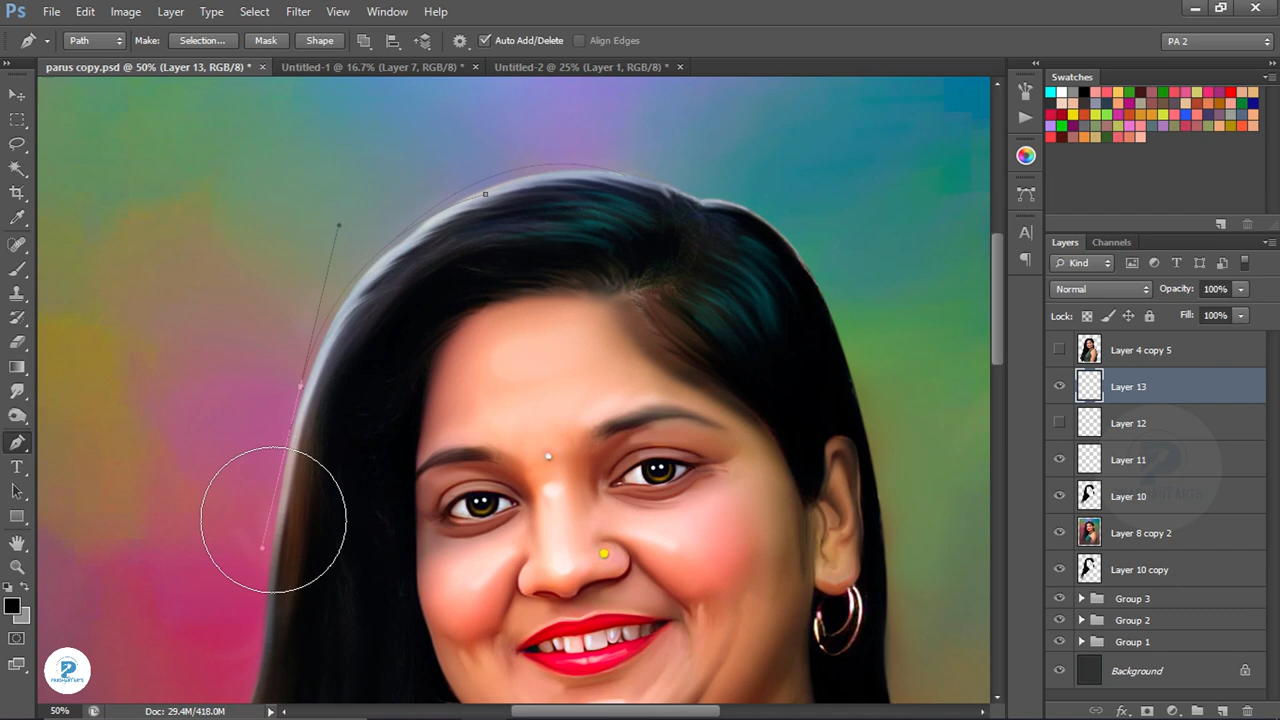 Ps File Edit Image Layer Type Select Filter View Window Help
Path Make: Selection... Mask Shape Auto Add/Delete Align Edges PA 2
parus copy.psd @ 50% (Layer 13, RGB/8) * Untitled-1 @ 16.7% (Layer 7, RGB/8) * Untitled-2 @ 25% (Layer 1, RGB/8) *
Swatches
Layers Channels
Kind
Normal Opacity: 100%
Lock: Fill: 100%
Layer 4 copy 5
Layer 13
Layer 12
Layer 11
Layer 10
Layer 8 copy 2
Layer 10 copy
Group 3
Group 2
Group 1
Background
50% Doc: 29.4M/418.0M